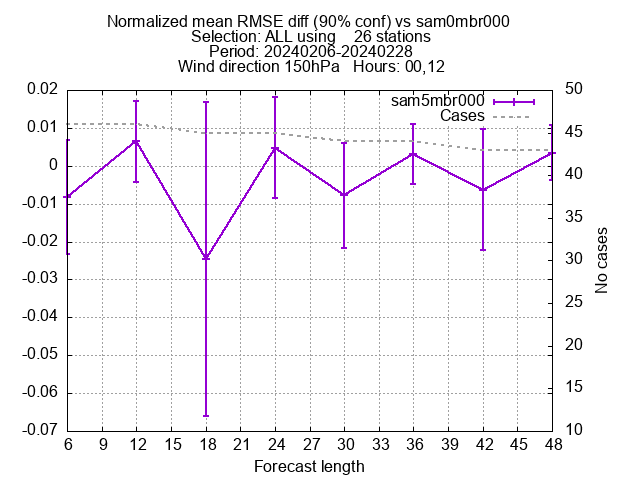 Normalized mean RMSE diff (90% conf) vs sam0mbr000
Selection: ALL using    26 stations
Period: 20240206-20240228
Wind direction 150hPa   Hours: 00,12
sam5mbr000
Cases
0.02
0.01
0
-0.01
-0.02
-0.03
-0.04
-0.05
-0.06
-0.07
50
45
40
35
30
25
20
15
10
No cases
6 9 12 15 18 21 24 27 30 33 36 39 42 45 48
Forecast length